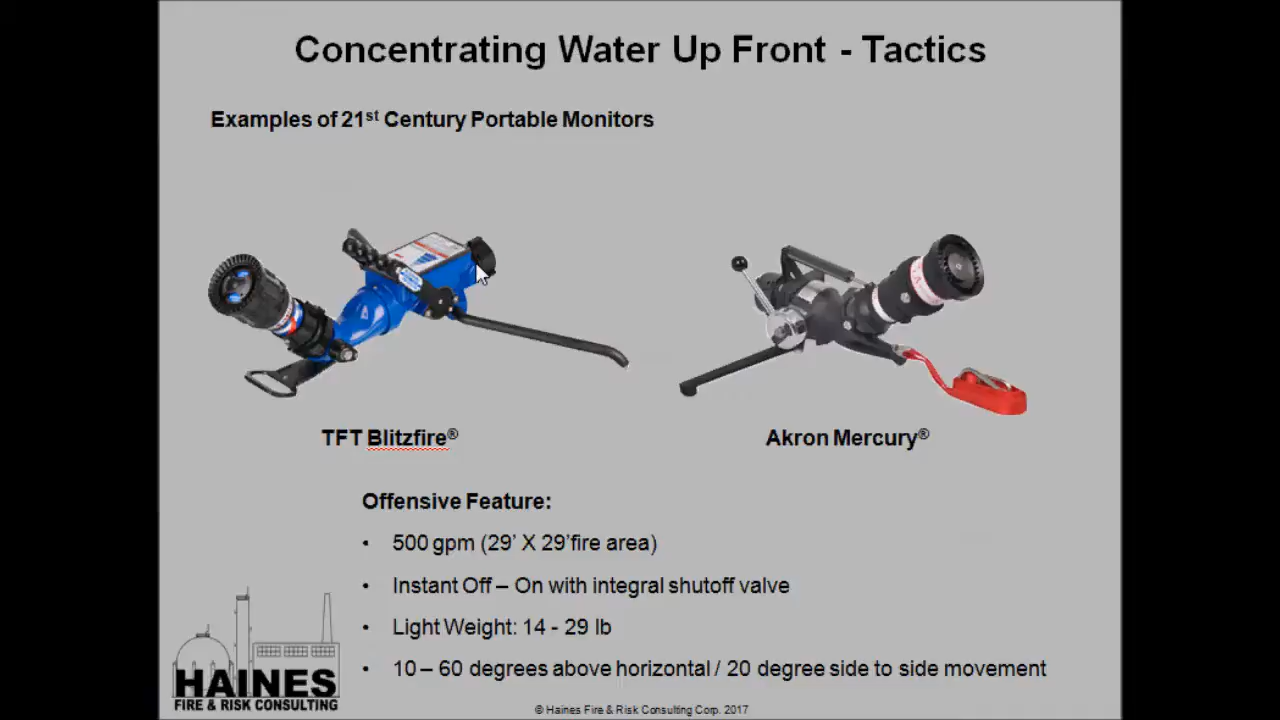 Concentrating Water Up Front - Tactics
Examples of 21st Century Portable Monitors
TFT Blitzfire®
Akron Mercury®
Offensive Feature:
• 500 gpm (29’ X 29’fire area)
• Instant Off – On with integral shutoff valve
• Light Weight: 14 - 29 lb
• 10 – 60 degrees above horizontal / 20 degree side to side movement
HAINES
FIRE & RISK CONSULTING
© Haines Fire & Risk Consulting Corp. 2017